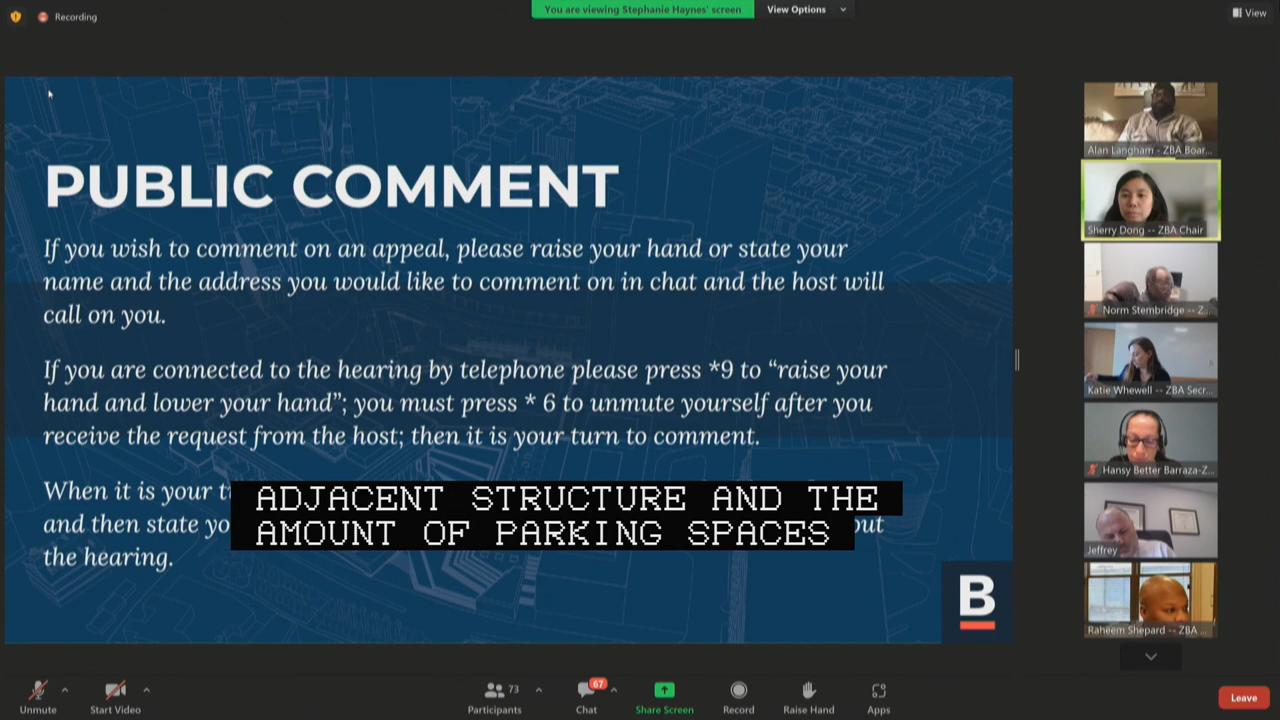 Recording
You are viewing Stephanie Haynes' screen
View Options
View
PUBLIC COMMENT
If you wish to comment on an appeal, please raise your hand or state your
name and the address you would like to comment on in chat and the host will
call on you.
If you are connected to the hearing by telephone please press *9 to “raise your
hand and lower your hand”; you must press * 6 to unmute yourself after you
receive the request from the host; then it is your turn to comment.
When it is your
and then state
the hearing.
ADJACENT STRUCTURE AND THE
AMOUNT OF PARKING SPACES
B
Alan Langham - ZBA Boar...
Sherry Dong -- ZBA Chair
Norm Stembridge -- Z...
Katie Whewell -- ZBA Secr...
Hansy Better Barraza-Z...
Jeffrey
Raheem Shepard -- ZBA ...
Unmute
Start Video
Participants
73
Chat
67
Share Screen
Record
Raise Hand
Apps
Leave